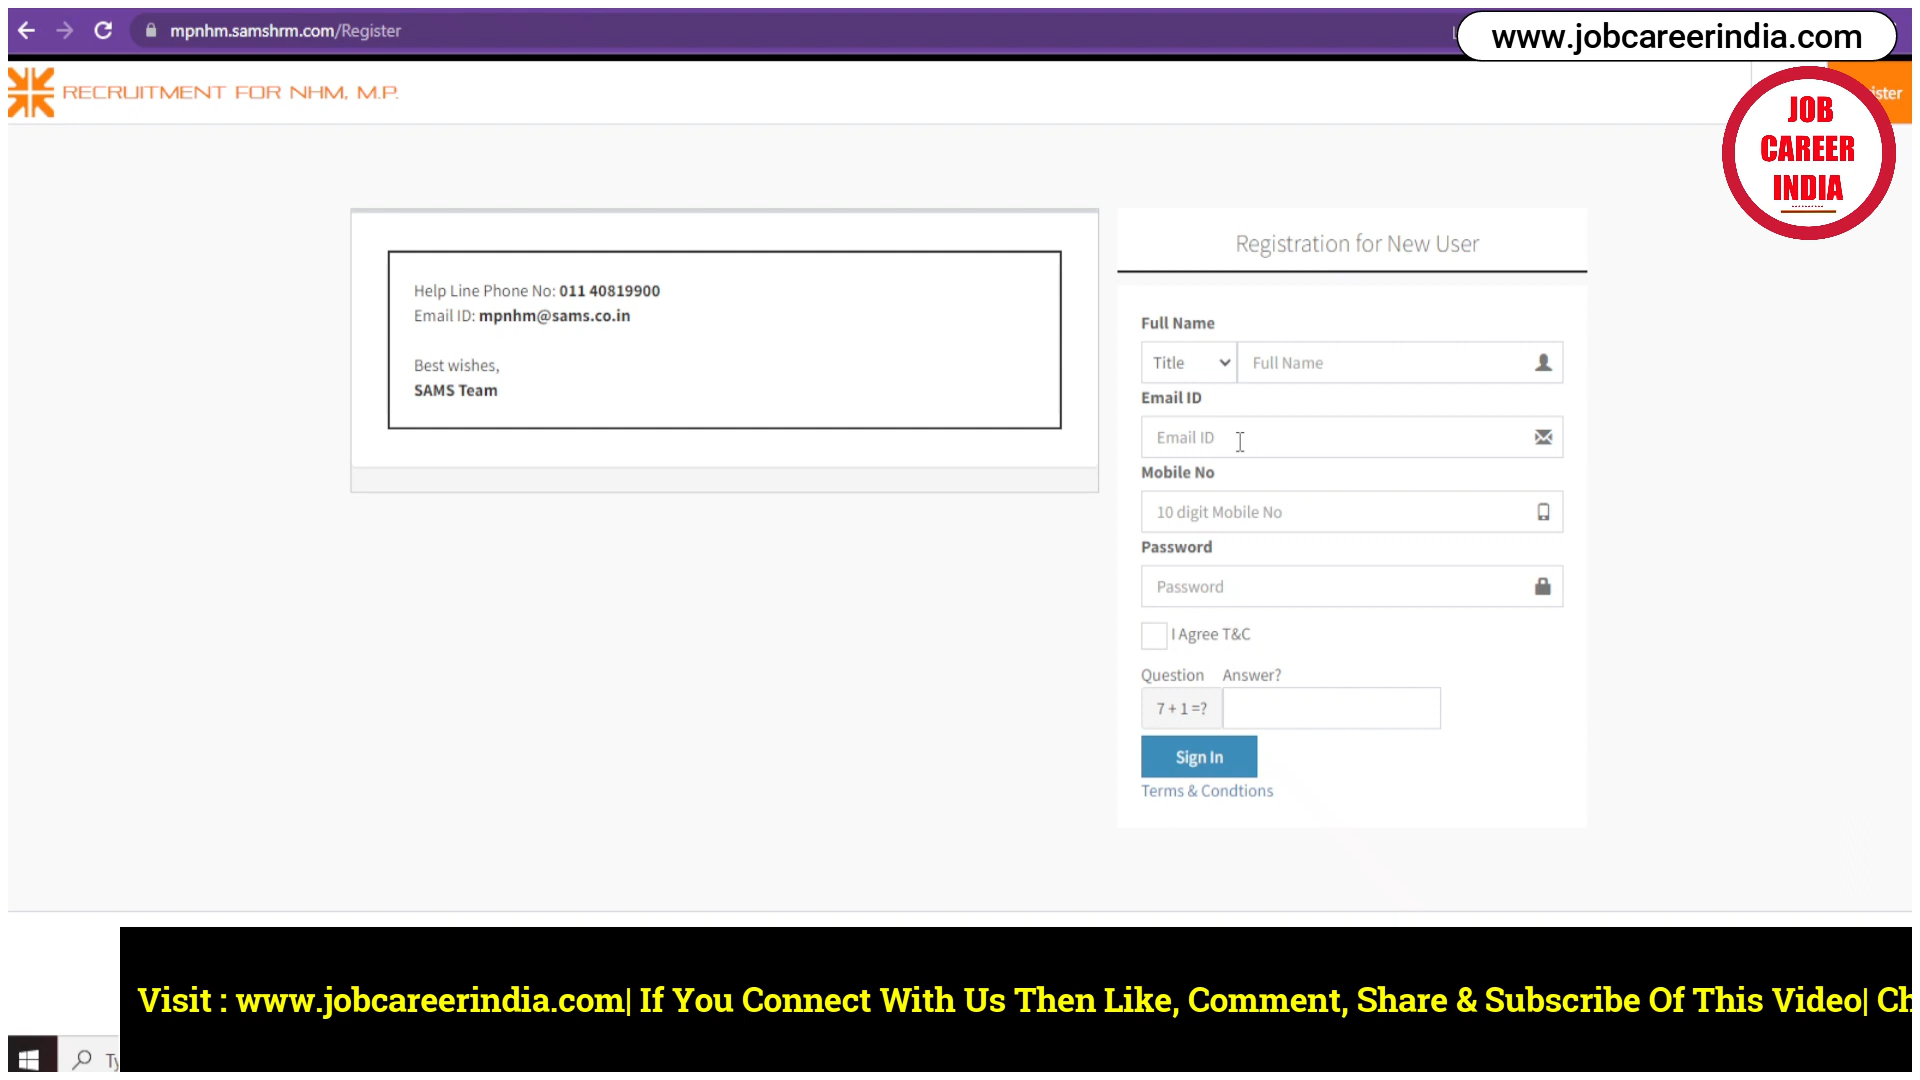 mpnhm.samshrm.com/Register
www.jobcareerindia.com
RECRUITMENT FOR NHM, M.P.
JOB
CAREER
INDIA
Help Line Phone No: 011 40819900
Email ID: mpnhm@sams.co.in
Best wishes,
SAMS Team
Registration for New User
Full Name
Title Full Name
Email ID
Email ID
Mobile No
10 digit Mobile No
Password
Password
I Agree T&C
Question Answer?
7 + 1 =?
Sign In
Terms & Condtions
Visit : www.jobcareerindia.com| If You Connect With Us Then Like, Comment, Share & Subscribe Of This Video|